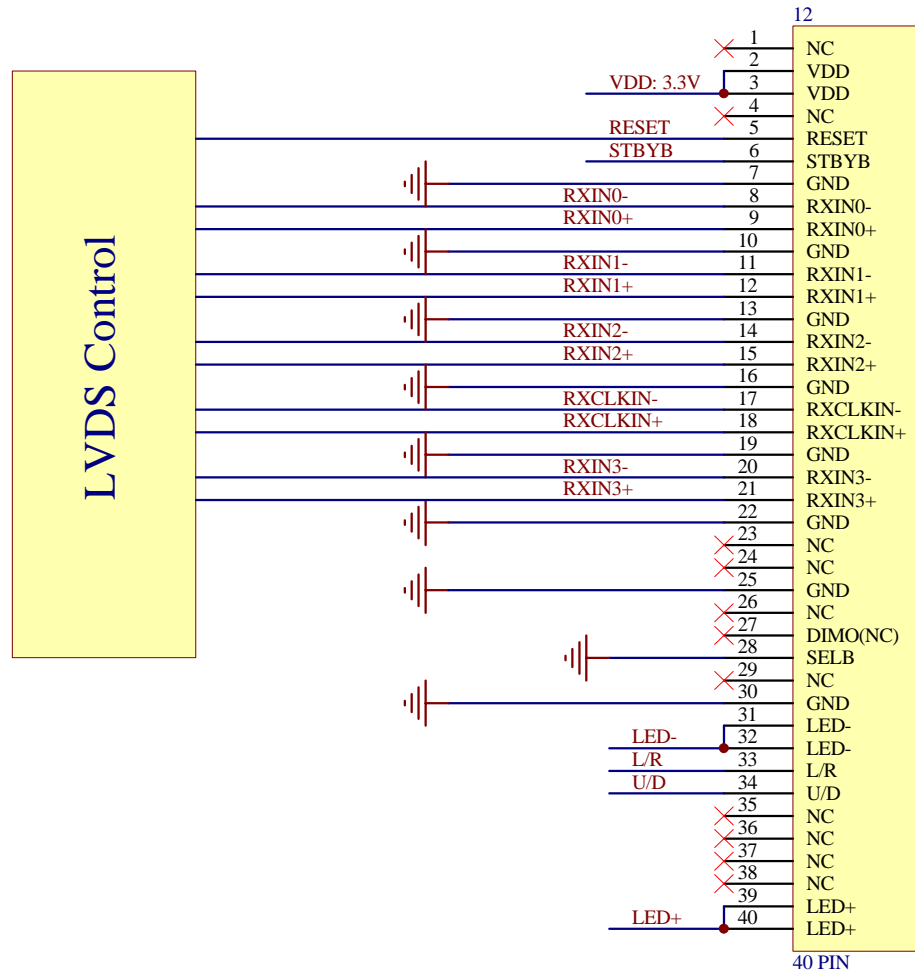 12
LVDS Control
1 NC
2 VDD
VDD: 3.3V 3 VDD
4 NC
RESET 5 RESET
STBYB 6 STBYB
7 GND
RXIN0- 8 RXIN0-
RXIN0+ 9 RXIN0+
10 GND
RXIN1- 11 RXIN1-
RXIN1+ 12 RXIN1+
13 GND
RXIN2- 14 RXIN2-
RXIN2+ 15 RXIN2+
16 GND
RXCLKIN- 17 RXCLKIN-
RXCLKIN+ 18 RXCLKIN+
19 GND
RXIN3- 20 RXIN3-
RXIN3+ 21 RXIN3+
22 GND
23 NC
24 NC
25 GND
26 NC
27 DIMO(NC)
28 SELB
29 NC
30 GND
31 LED-
LED- 32 LED-
L/R 33 L/R
U/D 34 U/D
35 NC
36 NC
37 NC
38 NC
39 LED+
LED+ 40 LED+
40 PIN